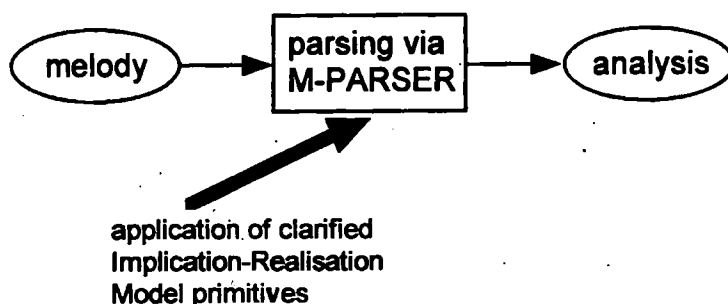 melody
parsing via
M-PARSER
analysis
application of clarified
Implication-Realisation
Model primitives